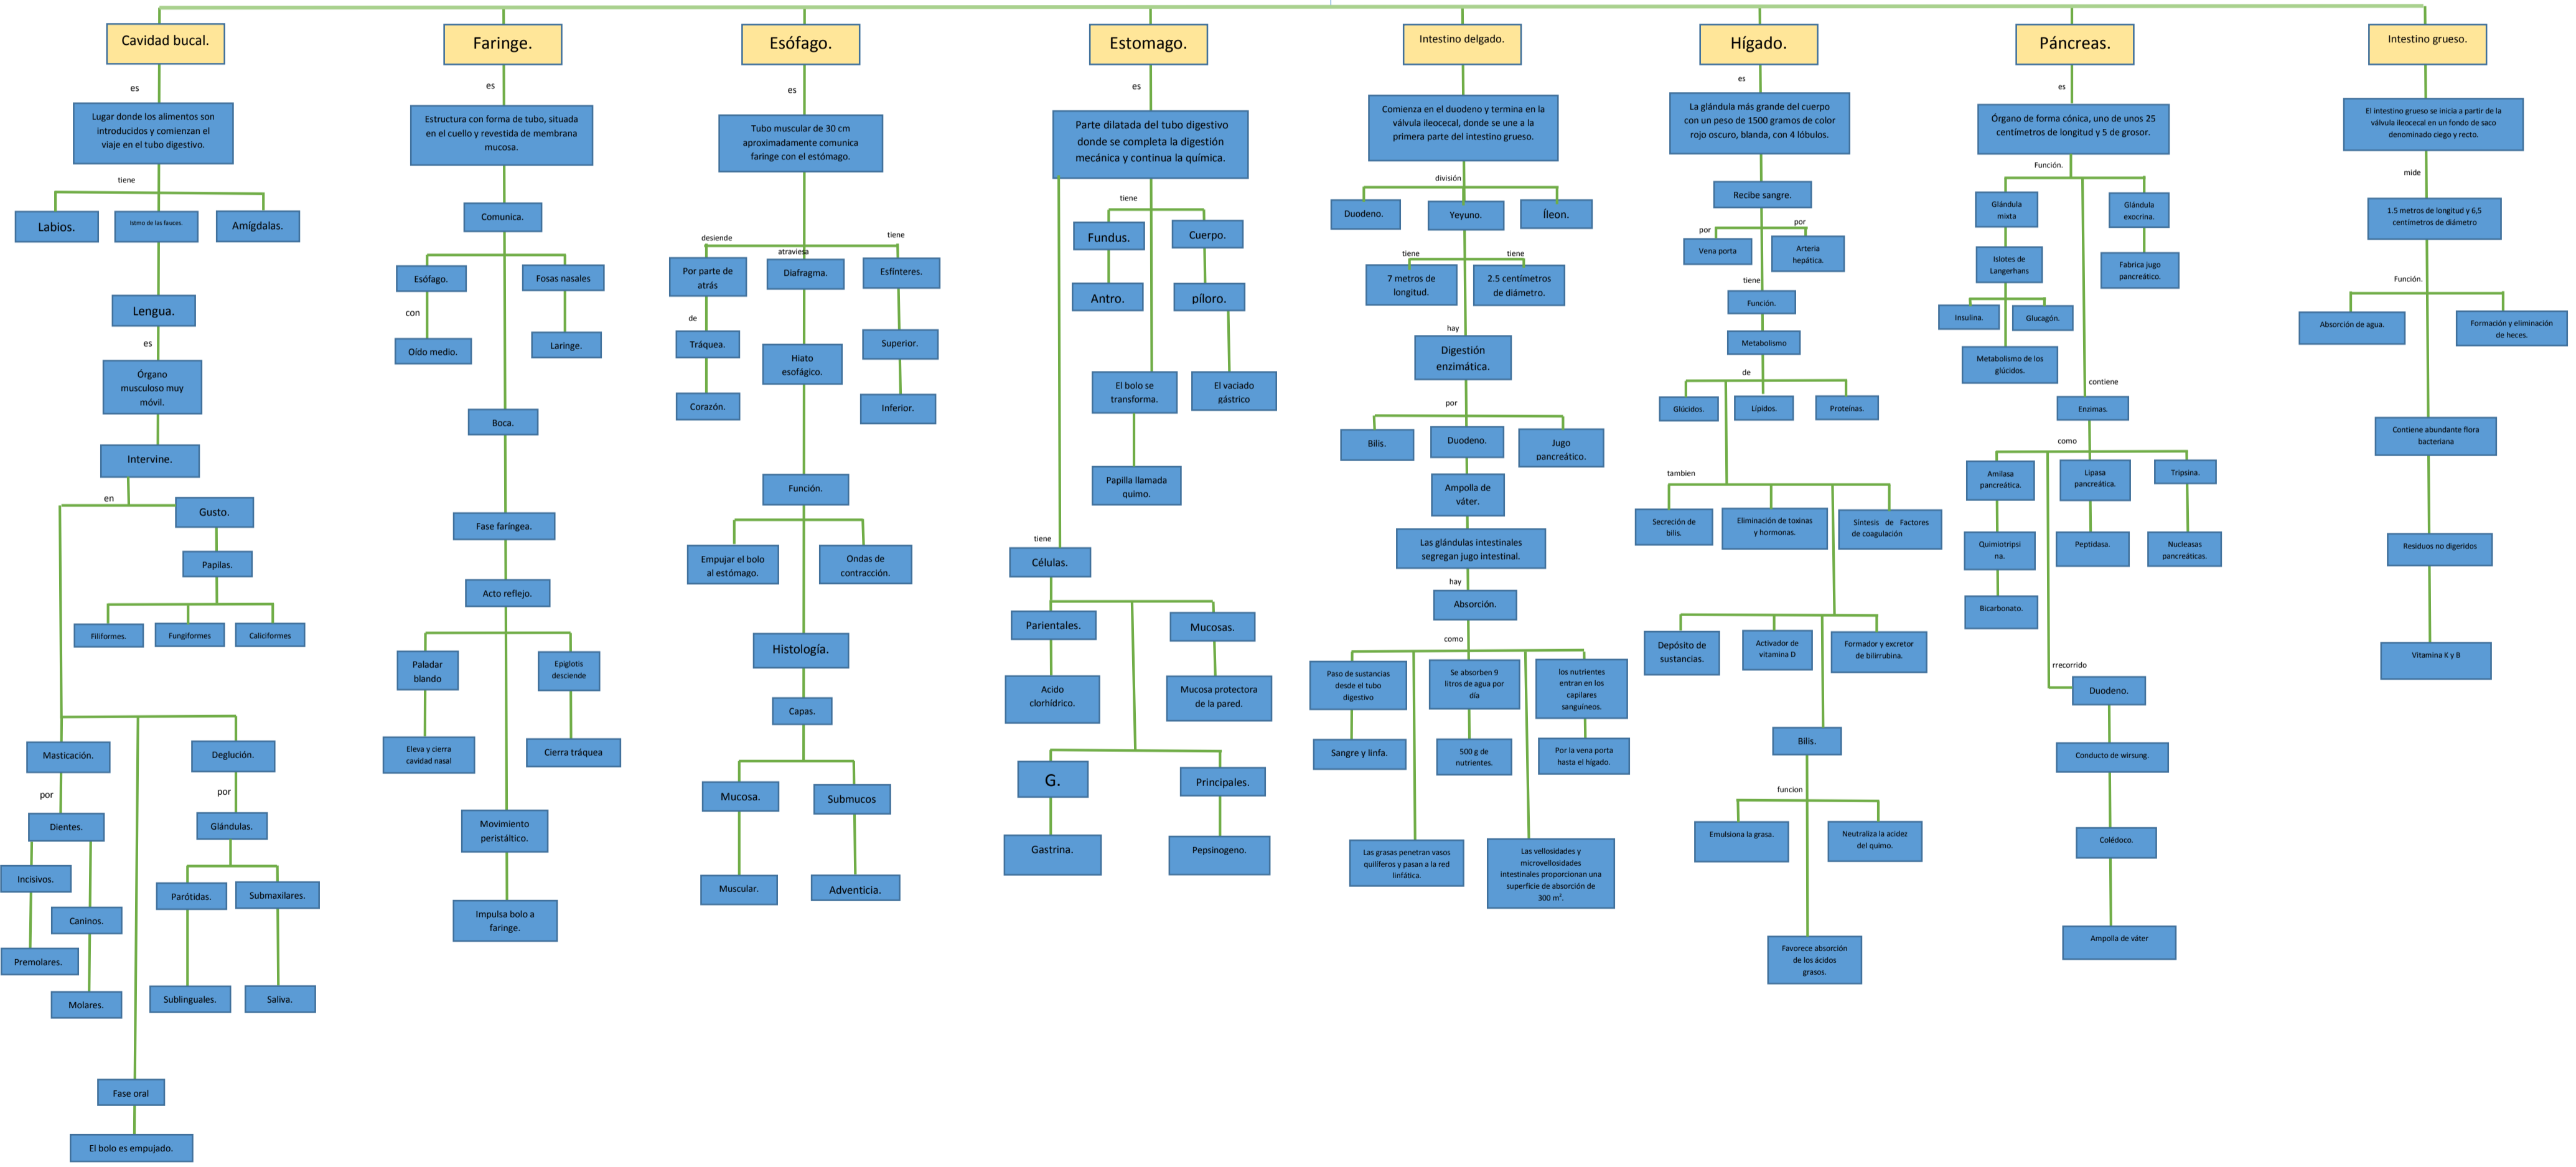 Cavidad bucal.
es
Lugar donde los alimentos son
introducidos y comienzan el
viaje en el tubo digestivo.
tiene
Labios.
Istmo de las fauces.
Amígdalas.
Lengua.
es
Órgano
musculoso muy
móvil.
Intervine.
en
Gusto.
Papilas.
Filiformes.
Fungiformes
Caliciformes
Masticación.
Deglución.
por
por
Dientes.
Glándulas.
Incisivos.
Caninos.
Premolares.
Molares.
Parótidas.
Submaxilares.
Sublinguales.
Saliva.
Fase oral
El bolo es empujado.
Faringe.
es
Estructura con forma de tubo, situada
en el cuello y revestida de membrana
mucosa.
Comunica.
Esófago.
Fosas nasales
con
Oído medio.
Laringe.
Boca.
Fase faríngea.
Acto reflejo.
Paladar
blando
Epiglotis
desciende
Eleva y cierra
cavidad nasal
Cierra tráquea
Movimiento
peristáltico.
Impulsa bolo a
faringe.
Esófago.
es
Tubo muscular de 30 cm
aproximadamente comunica
faringe con el estómago.
desiende
atraviesa
tiene
Por parte de
atrás
Diafragma.
Esfínteres.
de
Tráquea.
Hiato
esofágico.
Superior.
Corazón.
Inferior.
Función.
Empujar el bolo
al estómago.
Ondas de
contracción.
Histología.
Capas.
Mucosa.
Submucos
Muscular.
Adventicia.
Estomago.
es
Parte dilatada del tubo digestivo
donde se completa la digestión
mecánica y continua la química.
tiene
Fundus.
Cuerpo.
Antro.
píloro.
El bolo se
transforma.
El vaciado
gástrico
Papilla llamada
quimo.
tiene
Células.
Parientales.
Mucosas.
Acido
clorhídrico.
Mucosa protectora
de la pared.
G.
Principales.
Gastrina.
Pepsinogeno.
Intestino delgado.
Comienza en el duodeno y termina en la
válvula ileocecal, donde se une a la
primera parte del intestino grueso.
división
Duodeno.
Yeyuno.
Íleon.
tiene
tiene
7 metros de
longitud.
2.5 centímetros
de diámetro.
hay
Digestión
enzimática.
por
Bilis.
Duodeno.
Jugo
pancreático.
Ampolla de
váter.
Las glándulas intestinales
segregan jugo intestinal.
hay
Absorción.
como
Paso de sustancias
desde el tubo
digestivo
Se absorben 9
litros de agua por
día
los nutrientes
entran en los
capilares
sanguíneos.
Sangre y linfa.
500 g de
nutrientes.
Por la vena porta
hasta el hígado.
Las grasas penetran vasos
quilíferos y pasan a la red
linfática.
Las vellosidades y
microvellosidades
intestinales proporcionan una
superficie de absorción de
300 m².
Hígado.
es
La glándula más grande del cuerpo
con un peso de 1500 gramos de color
rojo oscuro, blanda, con 4 lóbulos.
Recibe sangre.
por
por
Vena porta
Arteria
hepática.
tiene
Función.
Metabolismo
de
Glúcidos.
Lípidos.
Proteínas.
tambien
Secreción de
bilis.
Eliminación de toxinas
y hormonas.
Síntesis de Factores
de coagulación
Depósito de
sustancias.
Activador de
vitamina D
Formador y excretor
de bilirrubina.
Bilis.
funcion
Emulsiona la grasa.
Neutraliza la acidez
del quimo.
Favorece absorción
de los ácidos
grasos.
Páncreas.
es
Órgano de forma cónica, uno de unos 25
centímetros de longitud y 5 de grosor.
Función.
Glándula
mixta
Glándula
exocrina.
Islotes de
Langerhans
Fabrica jugo
pancreático.
Insulina.
Glucagón.
Metabolismo de los
glúcidos.
contiene
Enzimas.
como
Amilasa
pancreática.
Lipasa
pancreática.
Tripsina.
Quimiotripsi
na.
Peptidasa.
Nucleasas
pancreáticas.
Bicarbonato.
rrecorrido
Duodeno.
Conducto de wirsung.
Colédoco.
Ampolla de váter
Intestino grueso.
El intestino grueso se inicia a partir de la
válvula ileocecal en un fondo de saco
denominado ciego y recto.
mide
1.5 metros de longitud y 6,5
centímetros de diámetro
Función.
Absorción de agua.
Formación y eliminación
de heces.
Contiene abundante flora
bacteriana
Residuos no digeridos
Vitamina K y B